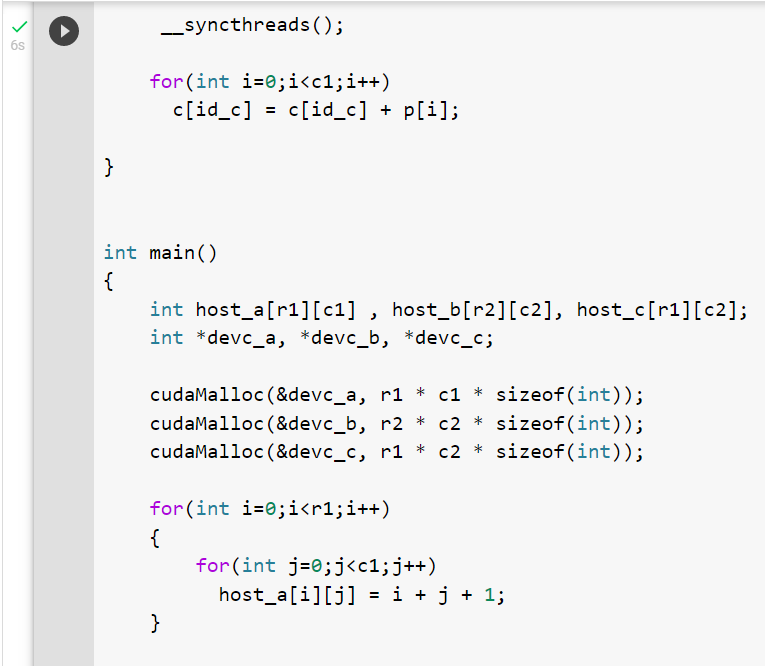 __syncthreads();
6s
for(int i=0;i<c1;i++)
c[id_c] = c[id_c] + p[i];
}
int main()
{
int host_a[r1][c1] , host_b[r2][c2], host_c[r1][c2];
int *devc_a, *devc_b, *devc_c;
cudaMalloc(&devc_a, r1 * c1 * sizeof(int));
cudaMalloc(&devc_b, r2 * c2 * sizeof(int));
cudaMalloc(&devc_c, r1 * c2 * sizeof(int));
for(int i=0;i<r1;i++)
{
for(int j=0;j<c1;j++)
host_a[i][j] = i + j + 1;
}